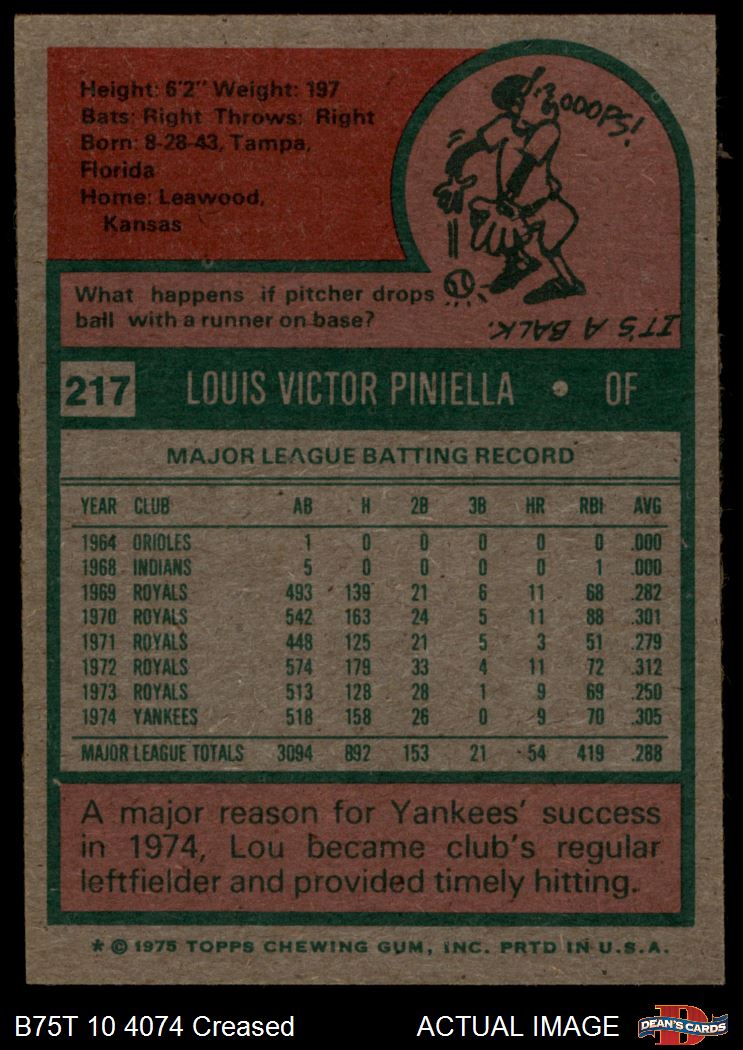 Height: 6'2" Weight: 197
Bats: Right Throws: Right
Born: 8-28-43, Tampa,
Florida
Home: Leawood,
Kansas
OOOPS!
What happens if pitcher drops
ball with a runner on base?
IT'S A BALK.
217 LOUIS VICTOR PINIELLA • OF
MAJOR LEAGUE BATTING RECORD
YEAR CLUB AB H 2B 3B HR RBI AVG
1964 ORIOLES 1 0 0 0 0 0 .000
1968 INDIANS 5 0 0 0 0 1 .000
1969 ROYALS 493 139 21 6 11 68 .282
1970 ROYALS 542 163 24 5 11 88 .301
1971 ROYALS 448 125 21 5 3 51 .279
1972 ROYALS 574 179 33 4 11 72 .312
1973 ROYALS 513 128 28 1 9 69 .250
1974 YANKEES 518 158 26 0 9 70 .305
MAJOR LEAGUE TOTALS 3094 892 153 21 54 419 .288
A major reason for Yankees' success
in 1974, Lou became club's regular
leftfielder and provided timely hitting.
* © 1975 TOPPS CHEWING GUM, INC. PRTD IN U.S.A.
B75T 10 4074 Creased ACTUAL IMAGE
DEAN'S CARDS